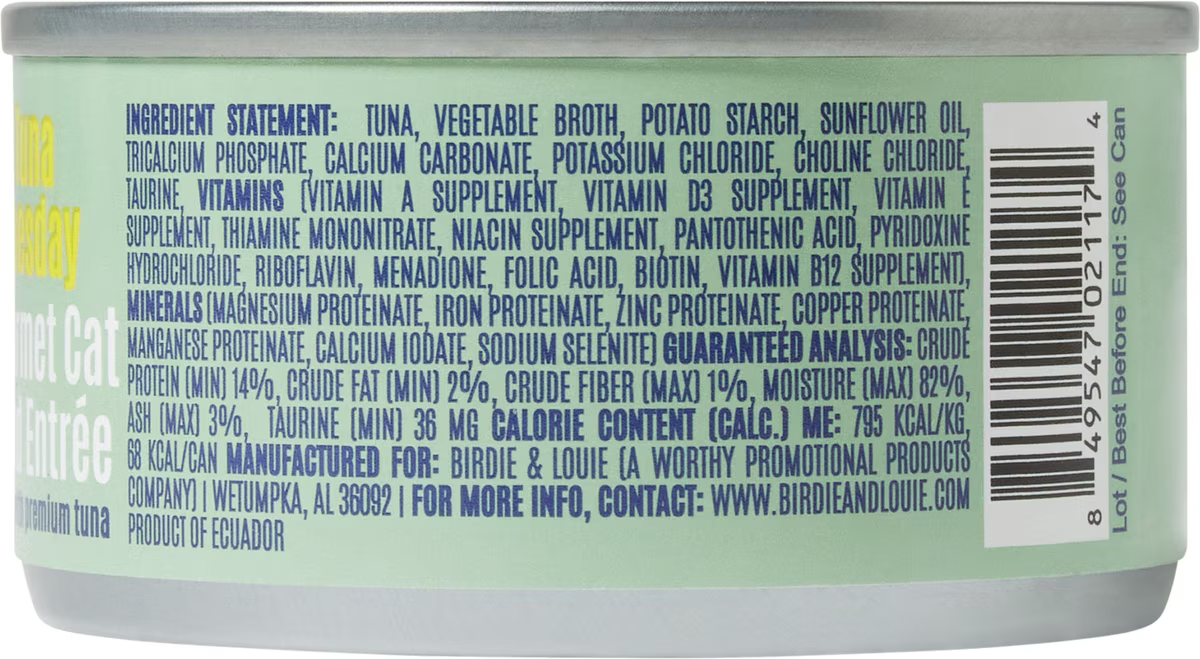 Tuna
esday
rmet Cat
Entrée
premium tuna
INGREDIENT STATEMENT: TUNA, VEGETABLE BROTH, POTATO STARCH, SUNFLOWER OIL,
TRICALCIUM PHOSPHATE, CALCIUM CARBONATE, POTASSIUM CHLORIDE, CHOLINE CHLORIDE,
TAURINE, VITAMINS (VITAMIN A SUPPLEMENT, VITAMIN D3 SUPPLEMENT, VITAMIN E
SUPPLEMENT, THIAMINE MONONITRATE, NIACIN SUPPLEMENT, PANTOTHENIC ACID, PYRIDOXINE
HYDROCHLORIDE, RIBOFLAVIN, MENADIONE, FOLIC ACID, BIOTIN, VITAMIN B12 SUPPLEMENT),
MINERALS (MAGNESIUM PROTEINATE, IRON PROTEINATE, ZINC PROTEINATE, COPPER PROTEINATE,
MANGANESE PROTEINATE, CALCIUM IODATE, SODIUM SELENITE) GUARANTEED ANALYSIS: CRUDE
PROTEIN (MIN) 14%, CRUDE FAT (MIN) 2%, CRUDE FIBER (MAX) 1%, MOISTURE (MAX) 82%,
ASH (MAX) 3%, TAURINE (MIN) 36 MG CALORIE CONTENT (CALC.) ME: 795 KCAL/KG,
68 KCAL/CAN MANUFACTURED FOR: BIRDIE & LOUIE (A WORTHY PROMOTIONAL PRODUCTS
COMPANY) | WETUMPKA, AL 36092 | FOR MORE INFO, CONTACT: WWW.BIRDIEANDLOUIE.COM
PRODUCT OF ECUADOR
8 49547 02117 4
Lot / Best Before End: See Can